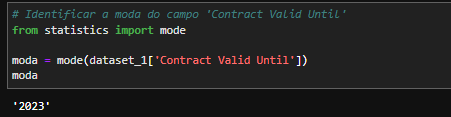 # Identificar a moda do campo 'Contract Valid Until'
from statistics import mode
moda = mode(dataset_1['Contract Valid Until'])
moda
'2023'